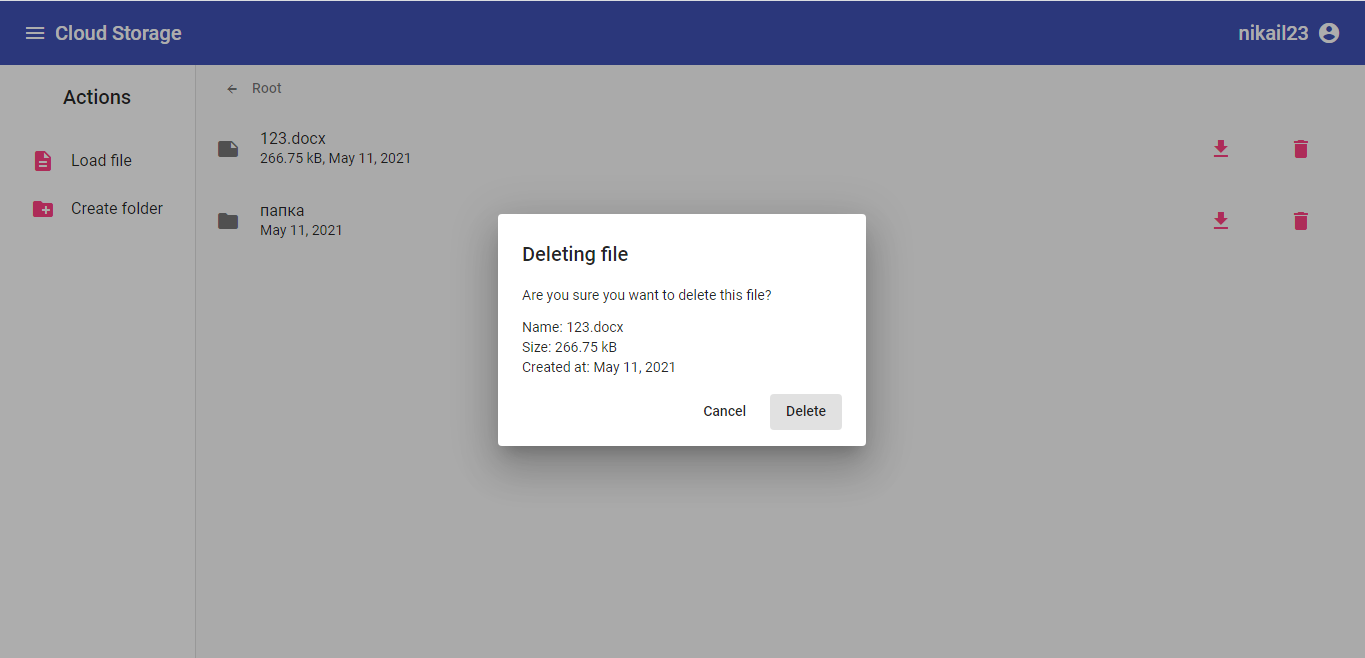 Cloud Storage
nikail23
Actions
Load file
Create folder
Root
123.docx
266.75 kB, May 11, 2021
папка
May 11, 2021
Deleting file
Are you sure you want to delete this file?
Name: 123.docx
Size: 266.75 kB
Created at: May 11, 2021
Cancel
Delete